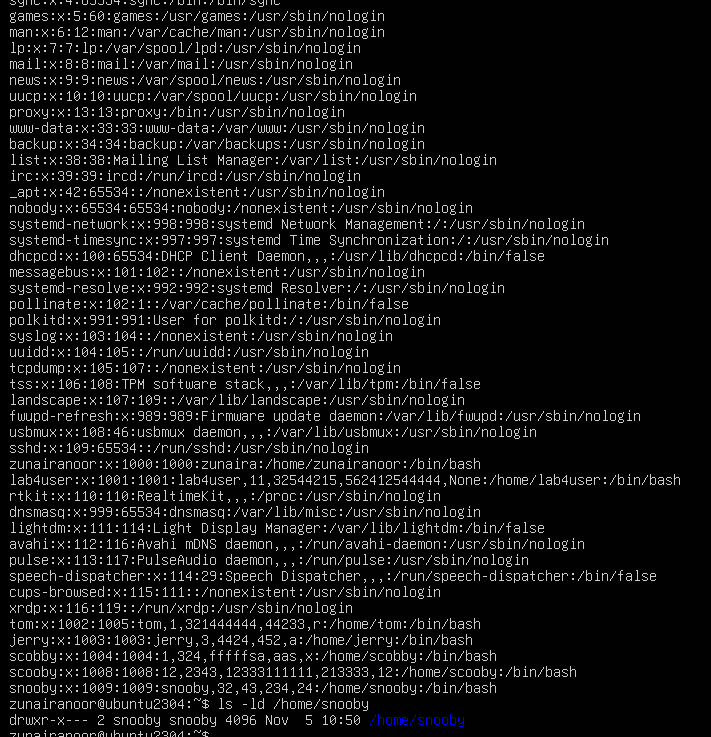 sync:x:4:65534:sync:/bin:/bin/sync
games:x:5:60:games:/usr/games:/usr/sbin/nologin
man:x:6:12:man:/var/cache/man:/usr/sbin/nologin
lp:x:7:7:lp:/var/spool/lpd:/usr/sbin/nologin
mail:x:8:8:mail:/var/mail:/usr/sbin/nologin
news:x:9:9:news:/var/spool/news:/usr/sbin/nologin
uucp:x:10:10:uucp:/var/spool/uucp:/usr/sbin/nologin
proxy:x:13:13:proxy:/bin:/usr/sbin/nologin
www-data:x:33:33:www-data:/var/www:/usr/sbin/nologin
backup:x:34:34:backup:/var/backups:/usr/sbin/nologin
list:x:38:38:Mailing List Manager:/var/list:/usr/sbin/nologin
irc:x:39:39:ircd:/run/ircd:/usr/sbin/nologin
_apt:x:42:65534::/nonexistent:/usr/sbin/nologin
nobody:x:65534:65534:nobody:/nonexistent:/usr/sbin/nologin
systemd-network:x:998:998:systemd Network Management:/:/usr/sbin/nologin
systemd-timesync:x:997:997:systemd Time Synchronization:/:/usr/sbin/nologin
dhcpcd:x:100:65534:DHCP Client Daemon,,,:/usr/lib/dhcpcd:/bin/false
messagebus:x:101:102::/nonexistent:/usr/sbin/nologin
systemd-resolve:x:992:992:systemd Resolver:/:/usr/sbin/nologin
pollinate:x:102:1::/var/cache/pollinate:/bin/false
polkitd:x:991:991:User for polkitd:/:/usr/sbin/nologin
syslog:x:103:104::/nonexistent:/usr/sbin/nologin
uuidd:x:104:105::/run/uuidd:/usr/sbin/nologin
tcpdump:x:105:107::/nonexistent:/usr/sbin/nologin
tss:x:106:108:TPM software stack,,,:/var/lib/tpm:/bin/false
landscape:x:107:109::/var/lib/landscape:/usr/sbin/nologin
fwupd-refresh:x:989:989:Firmware update daemon:/var/lib/fwupd:/usr/sbin/nologin
usbmux:x:108:46:usbmux daemon,,,:/var/lib/usbmux:/usr/sbin/nologin
sshd:x:109:65534::/run/sshd:/usr/sbin/nologin
zunairanoor:x:1000:1000:zunaira:/home/zunairanoor:/bin/bash
lab4user:x:1001:1001:lab4user,11,32544215,562412544444,None:/home/lab4user:/bin/bash
rtkit:x:110:110:RealtimeKit,,,:/proc:/usr/sbin/nologin
dnsmasq:x:999:65534:dnsmasq:/var/lib/misc:/usr/sbin/nologin
lightdm:x:111:114:Light Display Manager:/var/lib/lightdm:/bin/false
avahi:x:112:116:Avahi mDNS daemon,,,:/run/avahi-daemon:/usr/sbin/nologin
pulse:x:113:117:PulseAudio daemon,,,:/run/pulse:/usr/sbin/nologin
speech-dispatcher:x:114:29:Speech Dispatcher,,,:/run/speech-dispatcher:/bin/false
cups-browsed:x:115:111::/nonexistent:/usr/sbin/nologin
xrdp:x:116:119::/run/xrdp:/usr/sbin/nologin
tom:x:1002:1005:tom,1,321444444,44233,r:/home/tom:/bin/bash
jerry:x:1003:1003:jerry,3,4424,452,a:/home/jerry:/bin/bash
scobby:x:1004:1004:1,324,fffffsa,aas,x:/home/scobby:/bin/bash
scooby:x:1008:1008:12,2343,12333111111,213333,12:/home/scooby:/bin/bash
snooby:x:1009:1009:snooby,32,43,234,24:/home/snooby:/bin/bash
zunairanoor@ubuntu2304:~$ ls -ld /home/snooby
drwxr-x--- 2 snooby snooby 4096 Nov  5 10:50 /home/snooby
zunairanoor@ubuntu2304:~$